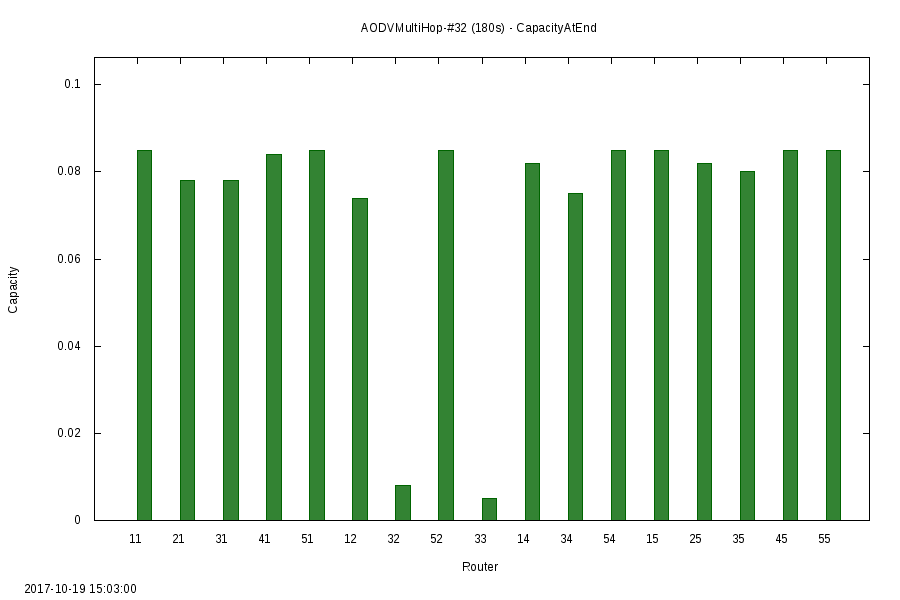 AODVMultiHop-#32 (180s) - CapacityAtEnd
0.1
0.08
0.06
0.04
0.02
0
Capacity
11 21 31 41 51 12 32 52 33 14 34 54 15 25 35 45 55
Router
2017-10-19 15:03:00